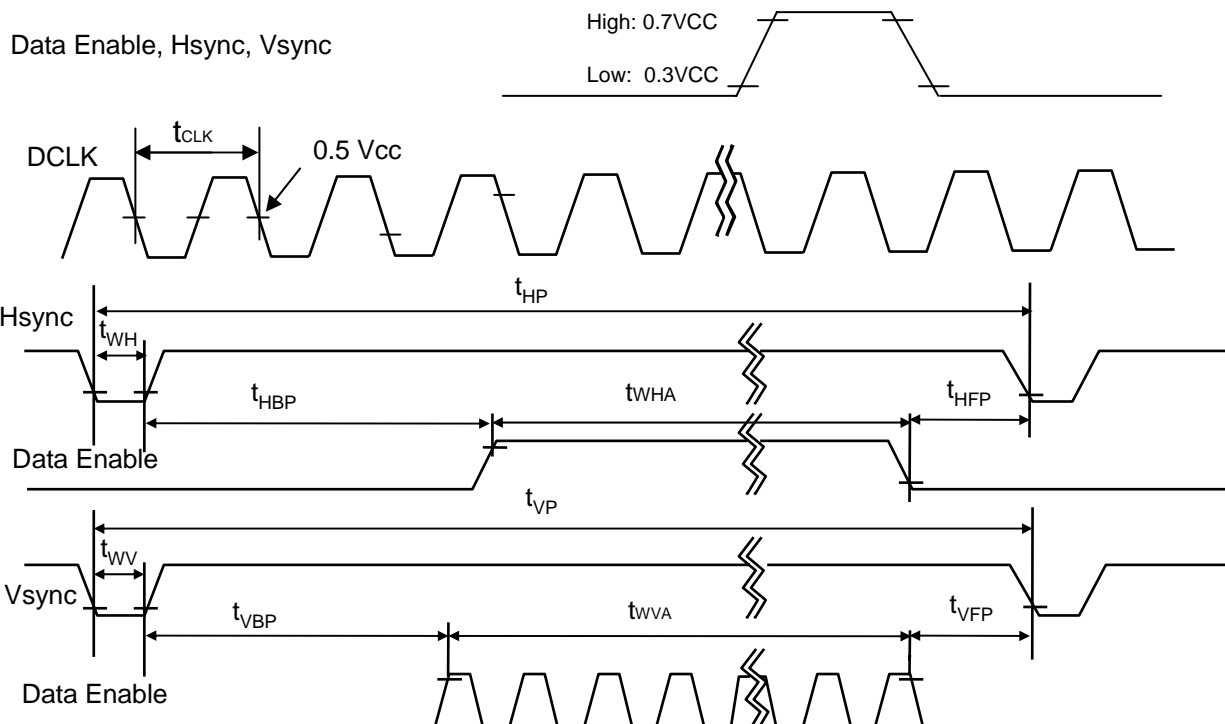 High: 0.7VCC
Data Enable, Hsync, Vsync
Low: 0.3VCC
tCLK
DCLK
0.5 Vcc
tHP
Hsync
tWH
tHBP
tWHA
tHFP
Data Enable
tVP
tWV
Vsync
tVBP
tWVA
tVFP
Data Enable